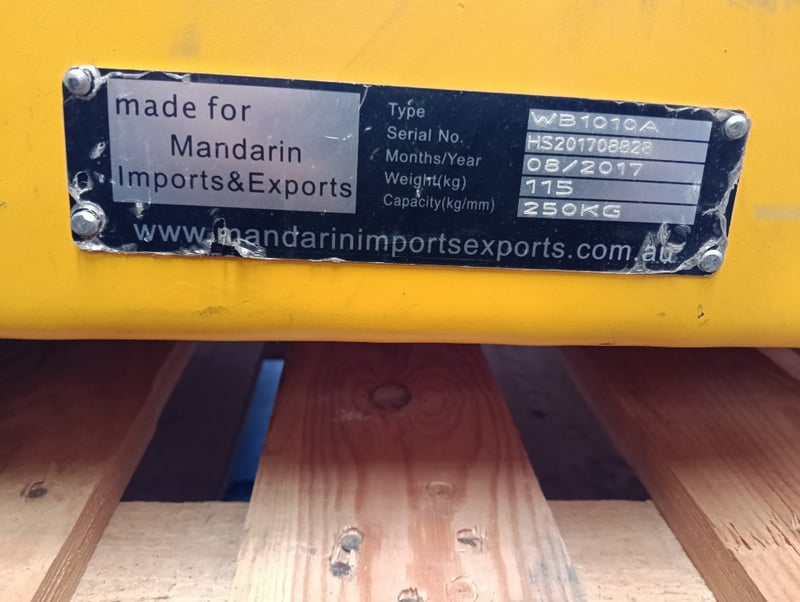 made for
Mandarin
Imports&Exports
Type WB1010A
Serial No. HS201708828
Months/Year 08/2017
Weight(kg) 115
Capacity(kg/mm) 250KG
www.mandarinimportsexports.com.au